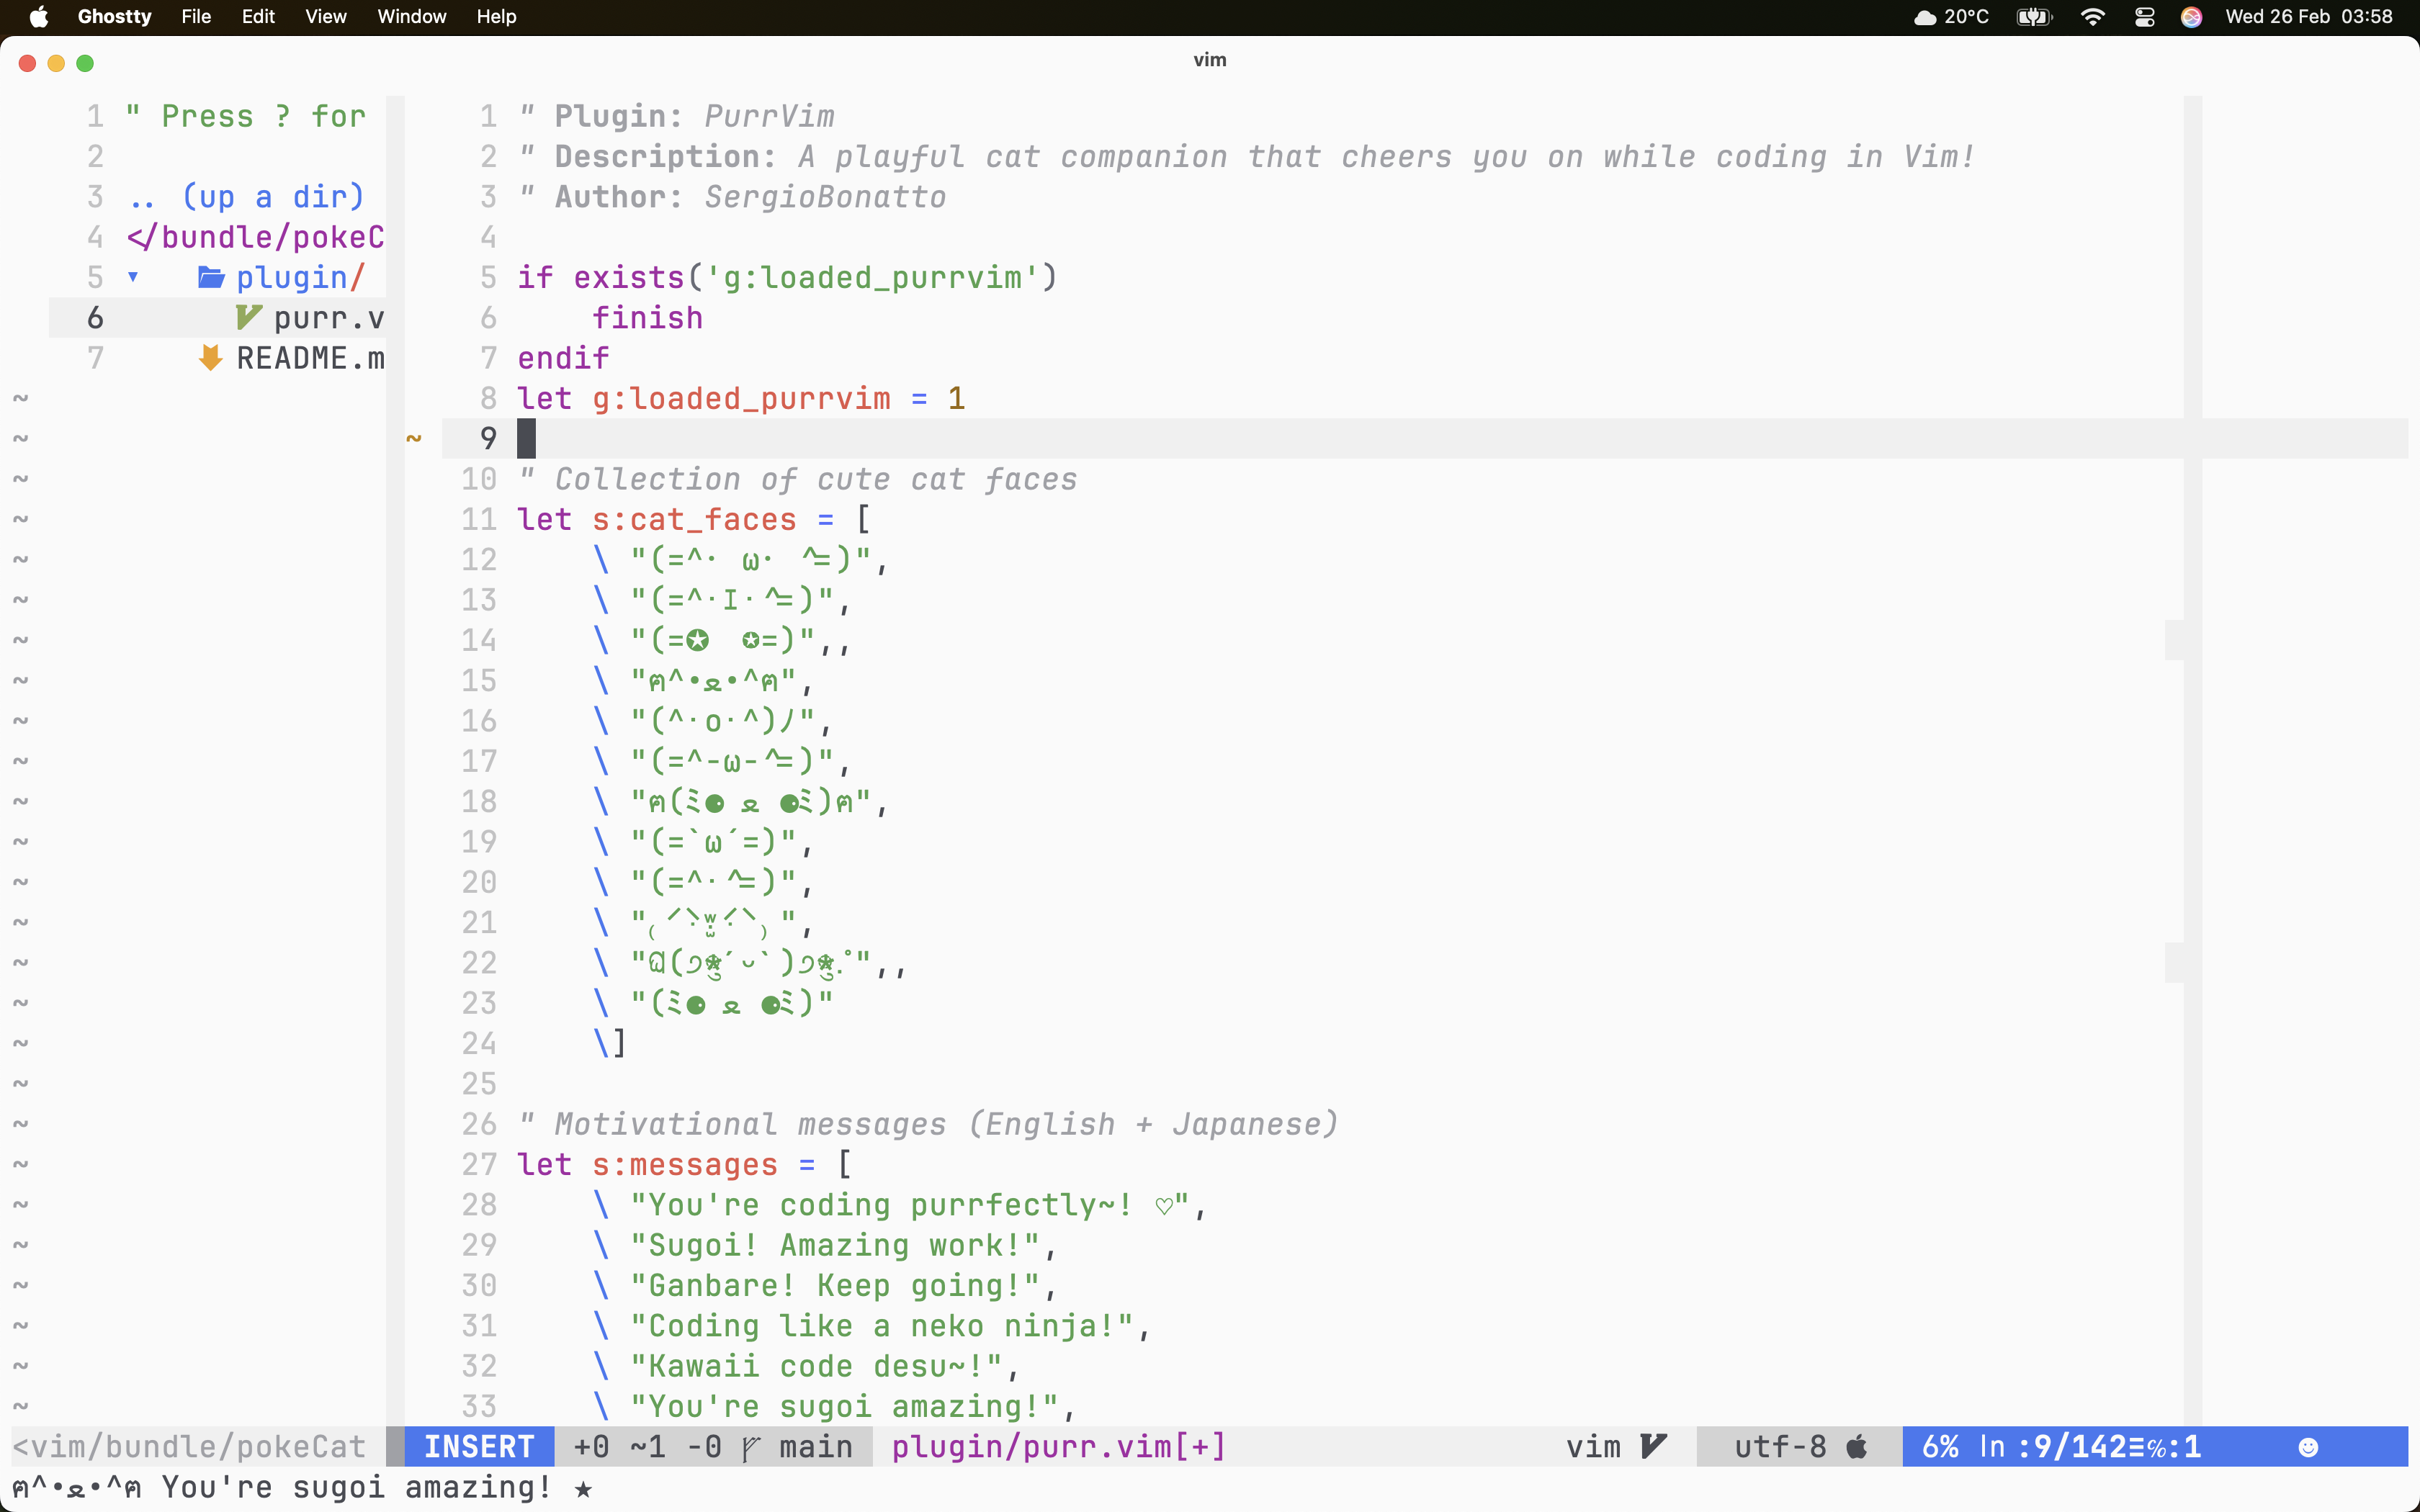 Ghostty File Edit View Window Help 20°C Wed 26 Feb 03:58
vim
1 " Press ? for
2
3 .. (up a dir)
4 </bundle/pokeC
5 ▾ plugin/
6 purr.v
7 README.m
1 " Plugin: PurrVim
2 " Description: A playful cat companion that cheers you on while coding in Vim!
3 " Author: SergioBonatto
4
5 if exists('g:loaded_purrvim')
6 finish
7 endif
8 let g:loaded_purrvim = 1
~ 9
10 " Collection of cute cat faces
11 let s:cat_faces = [
12 \ "(=^･ ω･ ^=)",
13 \ "(=^･I･^=)",
14 \ "(=✪ ✪=)",,
15 \ "ฅ^•ﻌ•^ฅ",
16 \ "(^･o･^)ﾉ",
17 \ "(=^-ω-^=)",
18 \ "ฅ(ﾐ⚈ ﻌ ⚈ﾐ)ฅ",
19 \ "(=`ω´=)",
20 \ "(=^･^=)",
21 \
22 \
23 \ "(ﾐ⚈ ﻌ ⚈ﾐ)"
24 \]
25
26 " Motivational messages (English + Japanese)
27 let s:messages = [
28 \ "You're coding purrfectly~! ♡",
29 \ "Sugoi! Amazing work!",
30 \ "Ganbare! Keep going!",
31 \ "Coding like a neko ninja!",
32 \ "Kawaii code desu~!",
33 \ "You're sugoi amazing!",
<vim/bundle/pokeCat INSERT +0 ~1 -0 main plugin/purr.vim[+] vim utf-8 6% ln :9/142≡℅:1 ☻
ฅ^•ﻌ•^ฅ You're sugoi amazing! ★